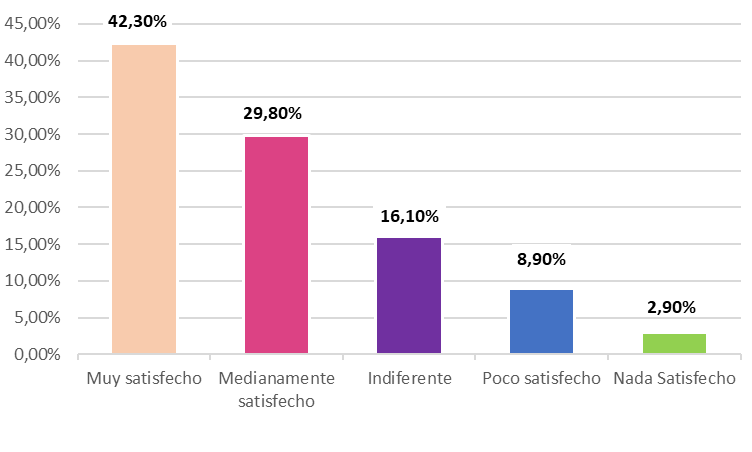 45,00%
40,00%
35,00%
30,00%
25,00%
20,00%
15,00%
10,00%
5,00%
0,00%
42,30%
29,80%
16,10%
8,90%
2,90%
Muy satisfecho
Medianamente
satisfecho
Indiferente
Poco satisfecho
Nada Satisfecho